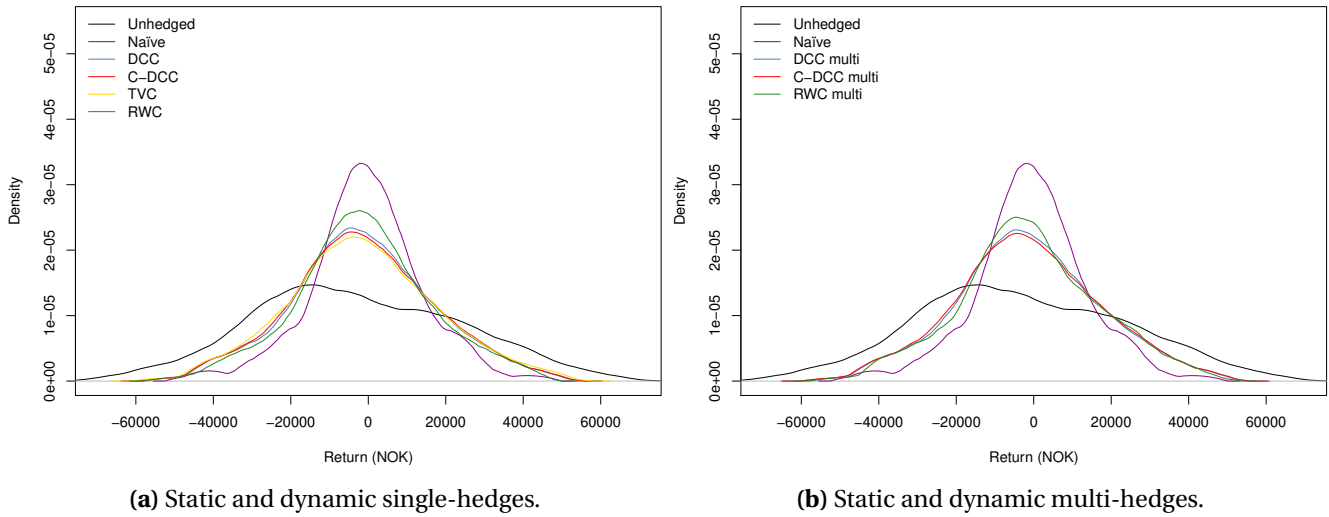 Unhedged
Naïve
DCC
C−DCC
TVC
RWC
Density
0e+00 1e−05 2e−05 3e−05 4e−05 5e−05
−60000 −40000 −20000 0 20000 40000 60000
Return (NOK)
(a) Static and dynamic single-hedges.
Unhedged
Naïve
DCC multi
C−DCC multi
RWC multi
Density
0e+00 1e−05 2e−05 3e−05 4e−05 5e−05
−60000 −40000 −20000 0 20000 40000 60000
Return (NOK)
(b) Static and dynamic multi-hedges.